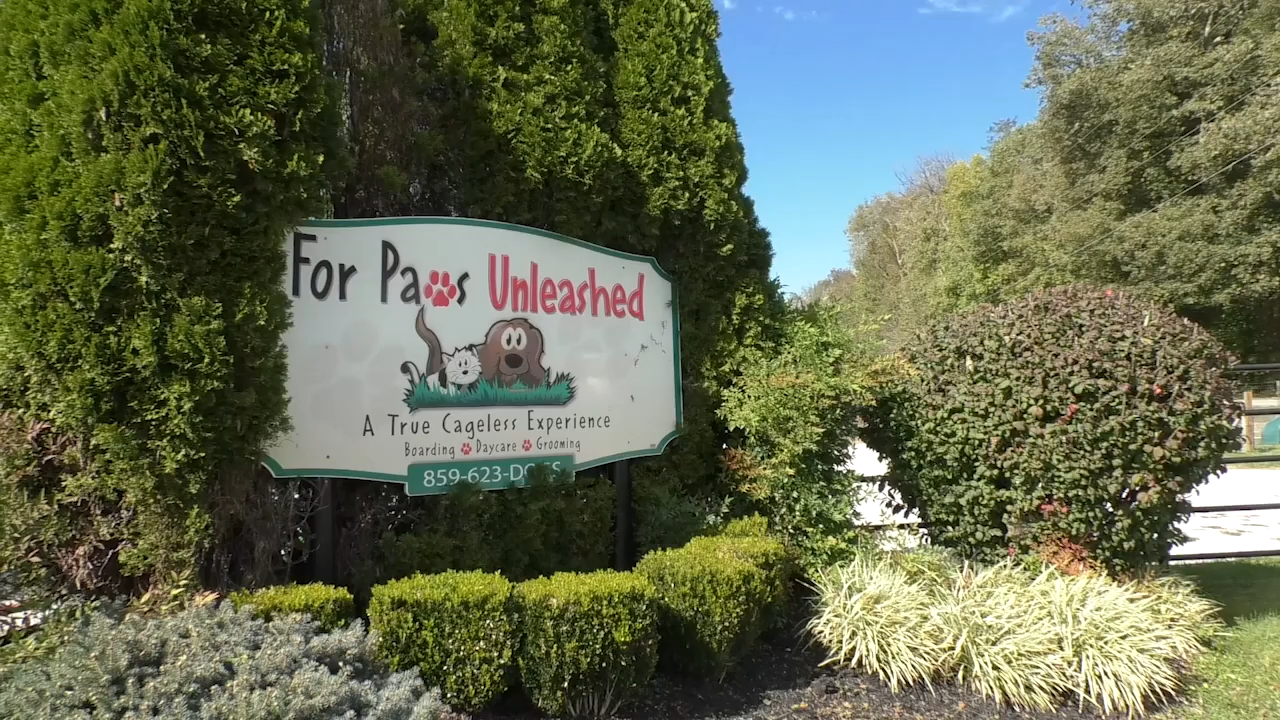 For Paws Unleashed
A True Cageless Experience
Boarding Daycare Grooming
859-623-DOGS